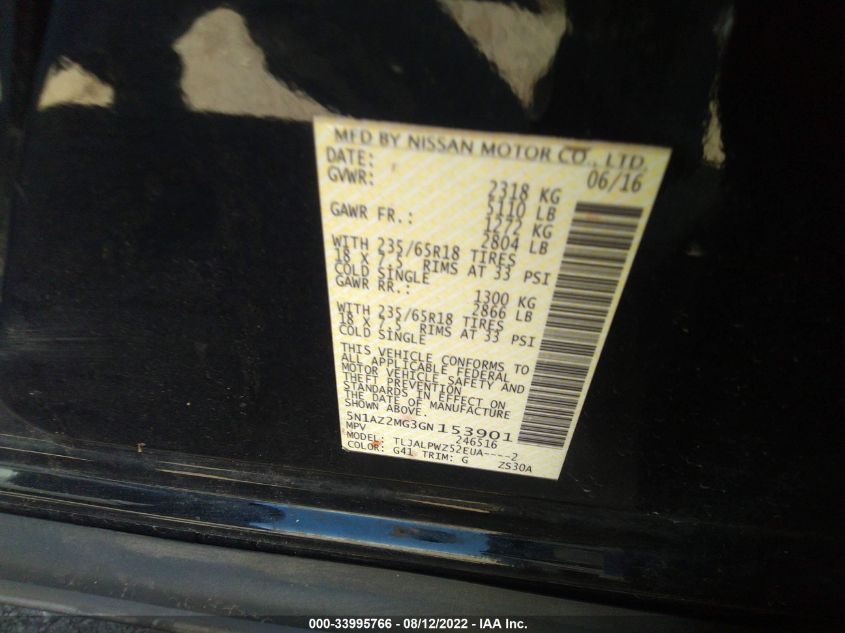 MFD BY NISSAN MOTOR CO., LTD.
DATE: 06/16
GVWR: 2318 KG
5110 LB
GAWR FR.: 1272 KG
2804 LB
WITH 235/65R18 TIRES
18 X 7.5 RIMS AT 33 PSI
COLD SINGLE
GAWR RR.: 1300 KG
2866 LB
WITH 235/65R18 TIRES
18 X 7.5 RIMS AT 33 PSI
COLD SINGLE
THIS VEHICLE CONFORMS TO
ALL APPLICABLE FEDERAL
MOTOR VEHICLE SAFETY AND
THEFT PREVENTION
STANDARDS IN EFFECT ON
THE DATE OF MANUFACTURE
SHOWN ABOVE.
5N1AZ2MG3GN153901
MPV 246516
MODEL: TLJALPWZ52EUA----2
COLOR: G41 TRIM: G ZS30A
000-33995766 - 08/12/2022 - IAA Inc.